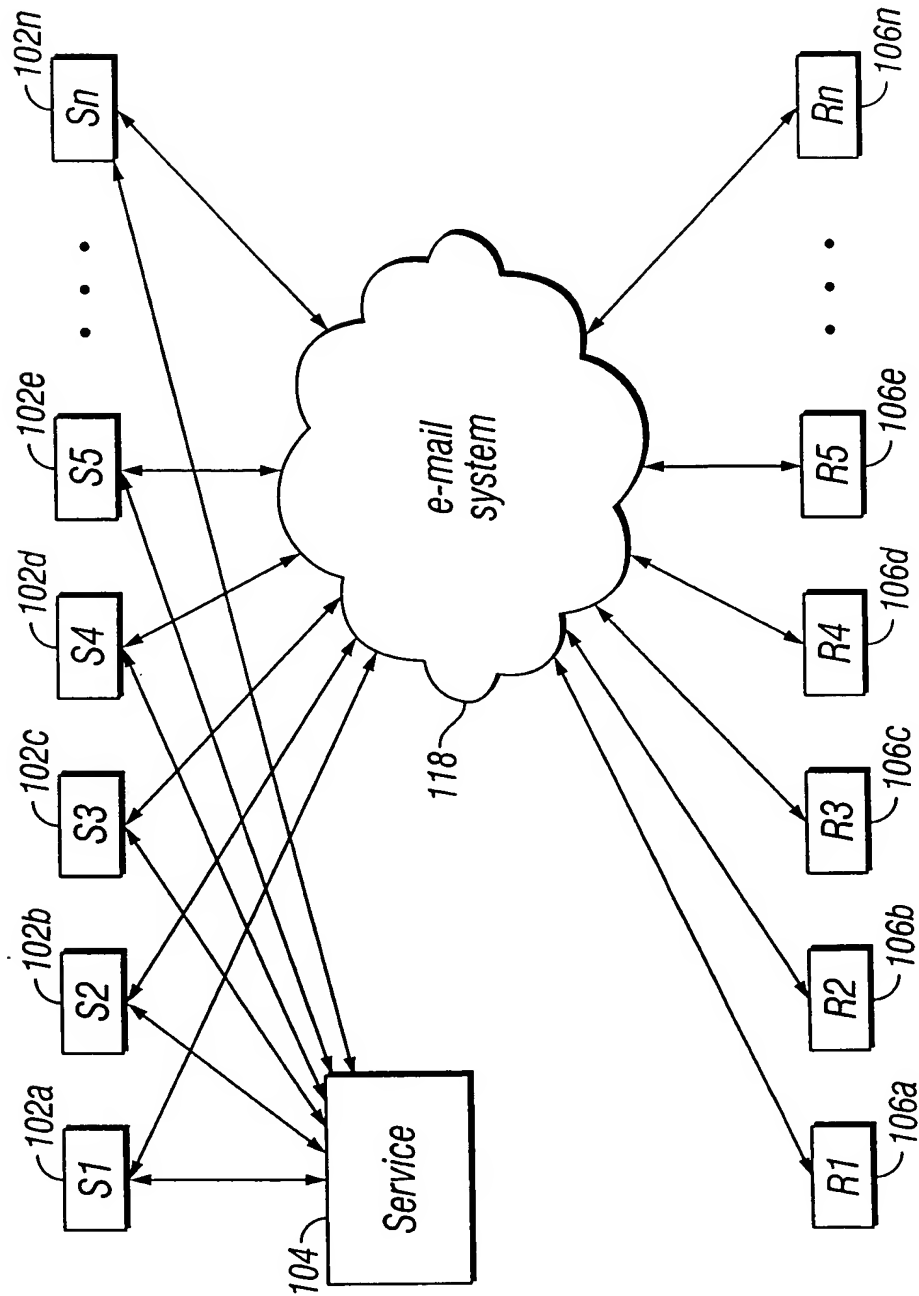 102a
102b
102c
102d
102e
102n
S1
S2
S3
S4
S5
Sn
104
Service
118
e-mail
system
R1
R2
R3
R4
R5
Rn
106a
106b
106c
106d
106e
106n